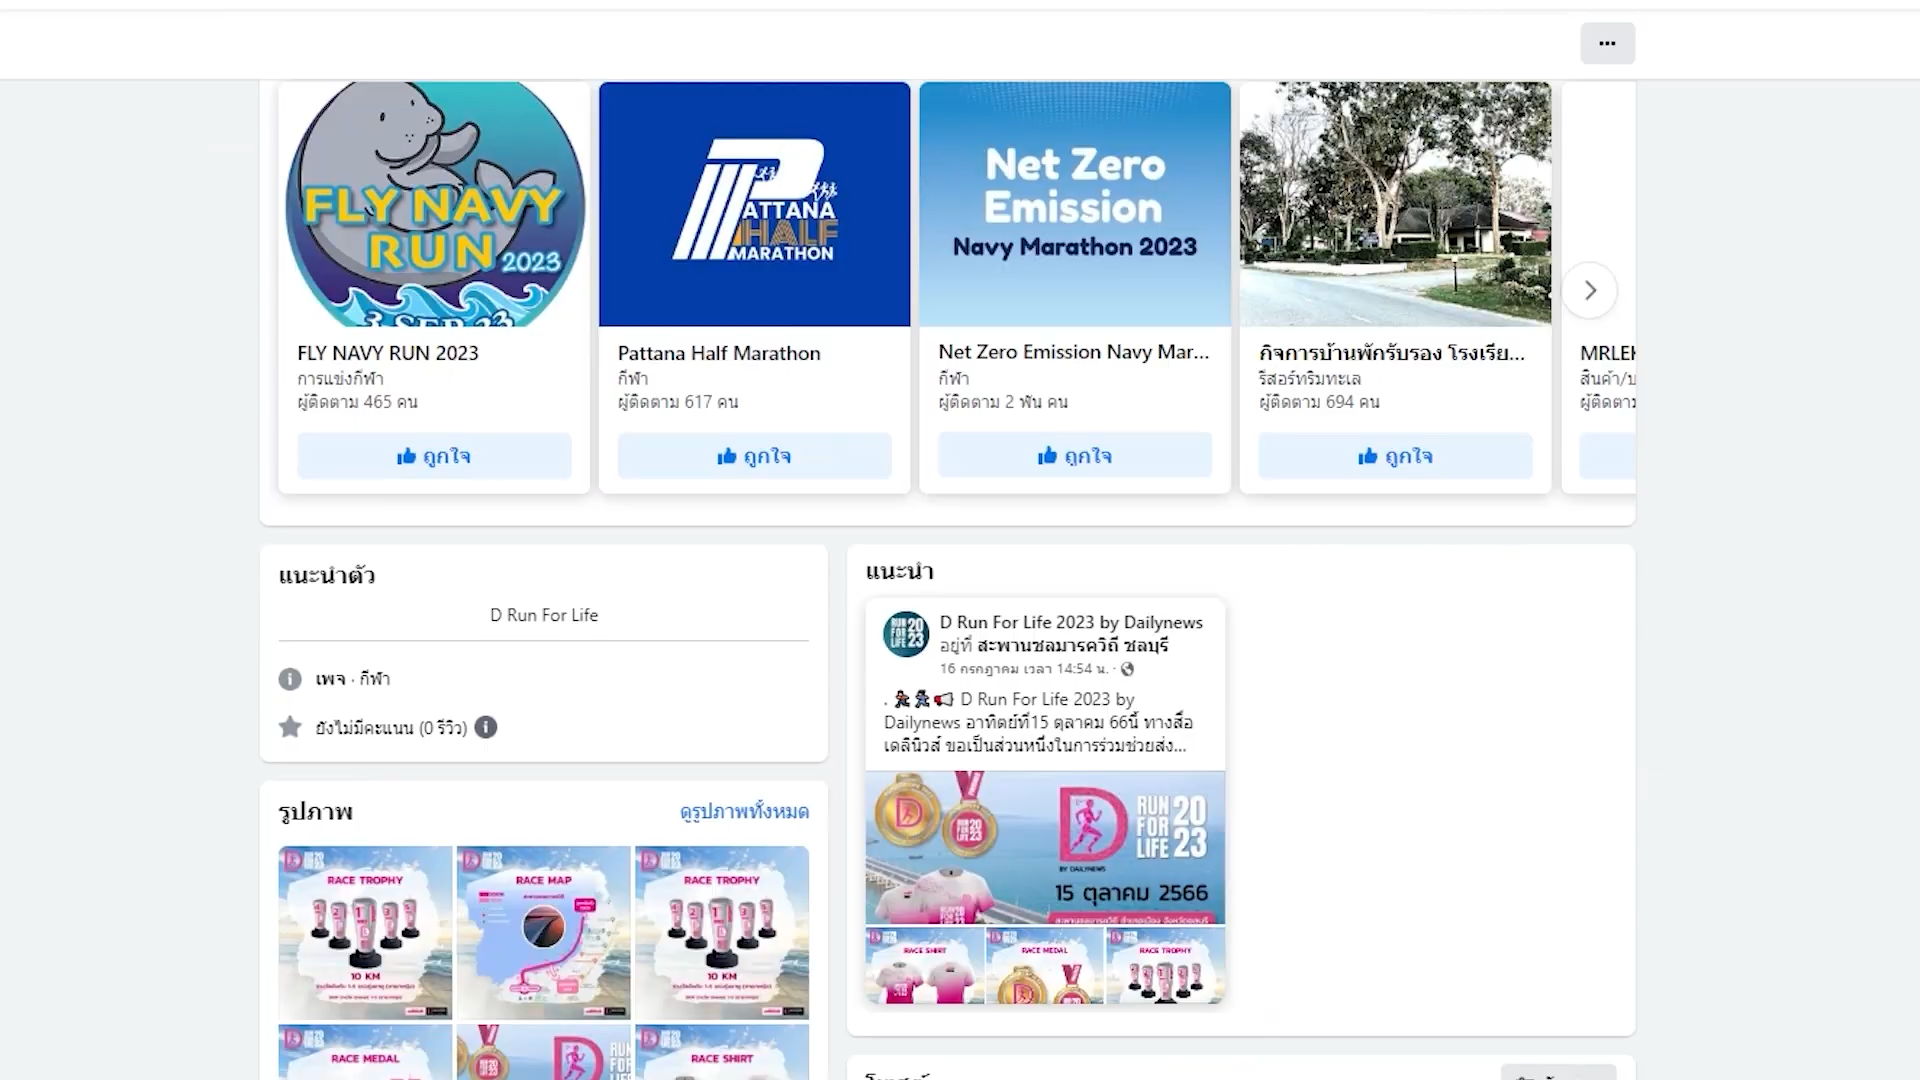 FLY NAVY
RUN 2023
3 SEP 23
PATTANA
HALF
MARATHON
Net Zero
Emission
Navy Marathon 2023
FLY NAVY RUN 2023
การแข่งกีฬา
ผู้ติดตาม 465 คน
ถูกใจ
Pattana Half Marathon
กีฬา
ผู้ติดตาม 617 คน
ถูกใจ
Net Zero Emission Navy Mar...
กีฬา
ผู้ติดตาม 2 พัน คน
ถูกใจ
กิจการบ้านพักรับรอง โรงเรีย...
รีสอร์ทริมทะเล
ผู้ติดตาม 694 คน
ถูกใจ
แนะนำตัว
D Run For Life
เพจ · กีฬา
ยังไม่มีคะแนน (0 รีวิว)
รูปภาพ
ดูรูปภาพทั้งหมด
RACE TROPHY
10 KM
RACE MAP
RACE TROPHY
10 KM
RACE MEDAL
RACE SHIRT
แนะนำ
D Run For Life 2023 by Dailynews
อยู่ที่ สะพานชลมารควิถี ชลบุรี
16 กรกฎาคม เวลา 14:54 น. ·
. D Run For Life 2023 by
Dailynews อาทิตย์ที่15 ตุลาคม 66นี้ ทางสื่อ
เดลินิวส์ ขอเป็นส่วนหนึ่งในการร่วมช่วยส่ง...
D RUN FOR LIFE 2023
BY DAILYNEWS
15 ตุลาคม 2566
RACE SHIRT
RACE MEDAL
RACE TROPHY